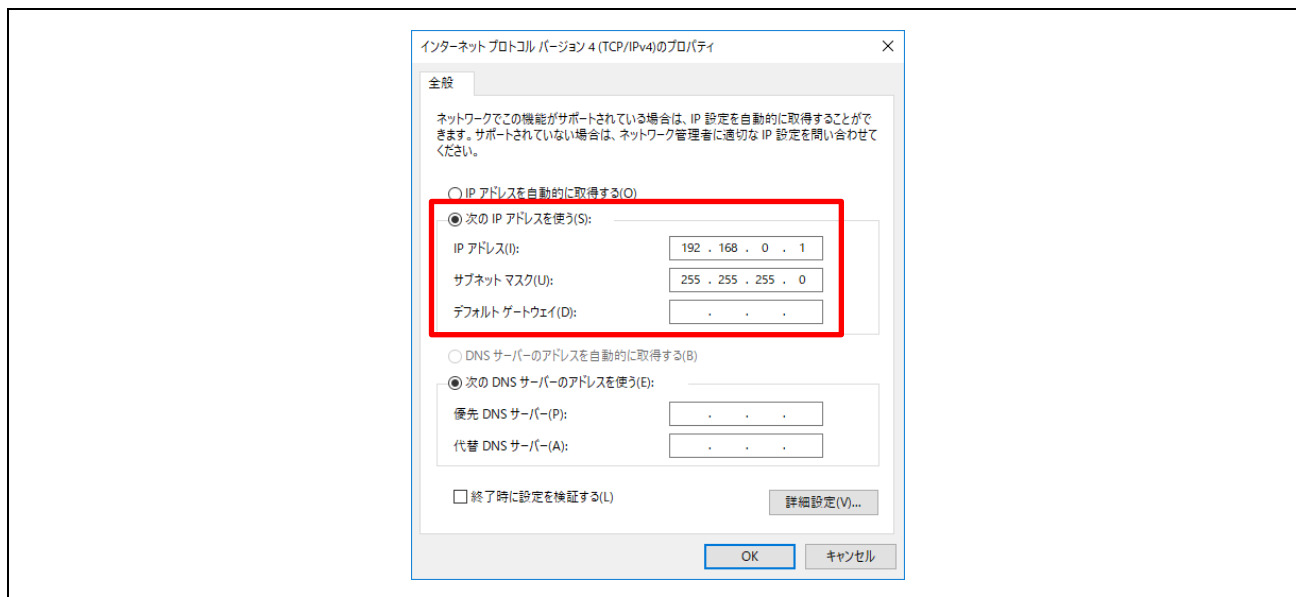 インターネット プロトコル バージョン 4 (TCP/IPv4)のプロパティ
全般
ネットワークでこの機能がサポートされている場合は、IP 設定を自動的に取得することがで
きます。サポートされていない場合は、ネットワーク管理者に適切な IP 設定を問い合わせて
ください。
IP アドレスを自動的に取得する(O)
次の IP アドレスを使う(S):
IP アドレス(I): 192 . 168 . 0 . 1
サブネット マスク(U): 255 . 255 . 255 . 0
デフォルト ゲートウェイ(D): . . .
DNS サーバーのアドレスを自動的に取得する(B)
次の DNS サーバーのアドレスを使う(E):
優先 DNS サーバー(P): . . .
代替 DNS サーバー(A): . . .
終了時に設定を検証する(L)
詳細設定(V)...
OK キャンセル